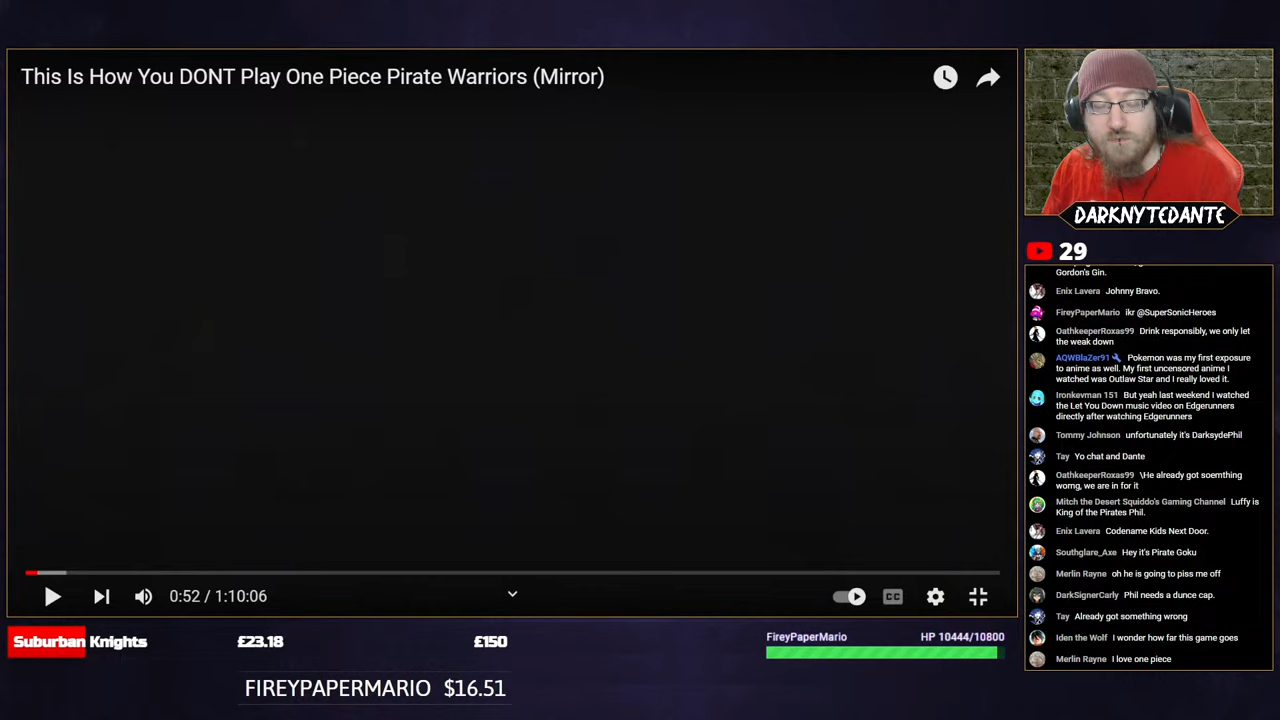 This Is How You DONT Play One Piece Pirate Warriors (Mirror)
0:52 / 1:10:06
CC
Suburban Knights
£23.18
£150
FireyPaperMario
HP 10444/10800
FIREYPAPERMARIO $16.51
DARKNYTEDANTE
29
Gordon's Gin.
Enix Lavera Johnny Bravo.
FireyPaperMario ikr @SuperSonicHeroes
OathkeeperRoxas99 Drink responsibly, we only let
the weak down
AQWBlaZer91 Pokemon was my first exposure
to anime as well. My first uncensored anime I
watched was Outlaw Star and I really loved it.
Ironkevman 151 But yeah last weekend I watched
the Let You Down music video on Edgerunners
directly after watching Edgerunners
Tommy Johnson unfortunately it's DarksydePhil
Tay Yo chat and Dante
OathkeeperRoxas99 \He already got soemthing
worng, we are in for it
Mitch the Desert Squiddo's Gaming Channel Luffy is
King of the Pirates Phil.
Enix Lavera Codename Kids Next Door.
Southglare_Axe Hey it's Pirate Goku
Merlin Rayne oh he is going to piss me off
DarkSignerCarly Phil needs a dunce cap.
Tay Already got something wrong
Iden the Wolf I wonder how far this game goes
Merlin Rayne I love one piece